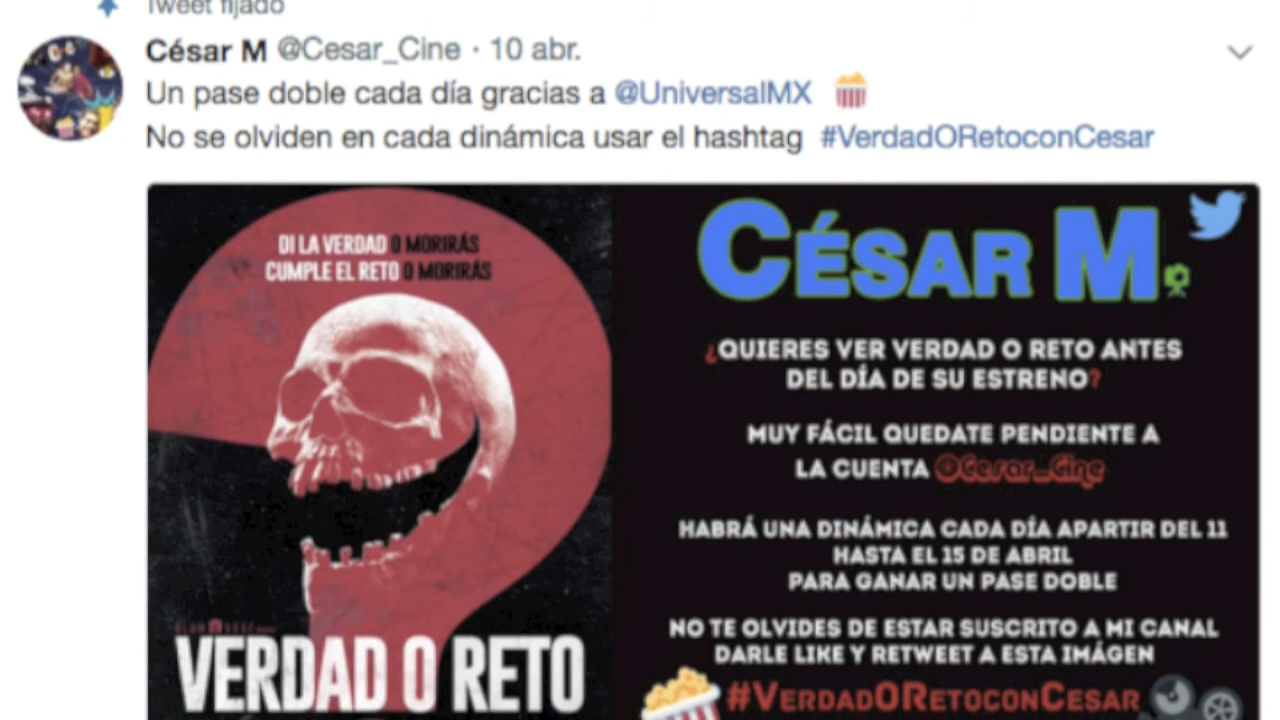 Tweet fijado
César M @Cesar_Cine · 10 abr.
Un pase doble cada día gracias a @UniversalMX
No se olviden en cada dinámica usar el hashtag #VerdadORetoconCesar
DI LA VERDAD O MORIRÁS
CUMPLE EL RETO O MORIRÁS
VERDAD O RETO
CÉSAR M
¿QUIERES VER VERDAD O RETO ANTES
DEL DÍA DE SU ESTRENO?
MUY FÁCIL QUEDATE PENDIENTE A
LA CUENTA @Cesar_Cine
HABRÁ UNA DINÁMICA CADA DÍA APARTIR DEL 11
HASTA EL 15 DE ABRIL
PARA GANAR UN PASE DOBLE
NO TE OLVIDES DE ESTAR SUSCRITO A MI CANAL
DARLE LIKE Y RETWEET A ESTA IMÁGEN
#VERDADORETOCONCESAR